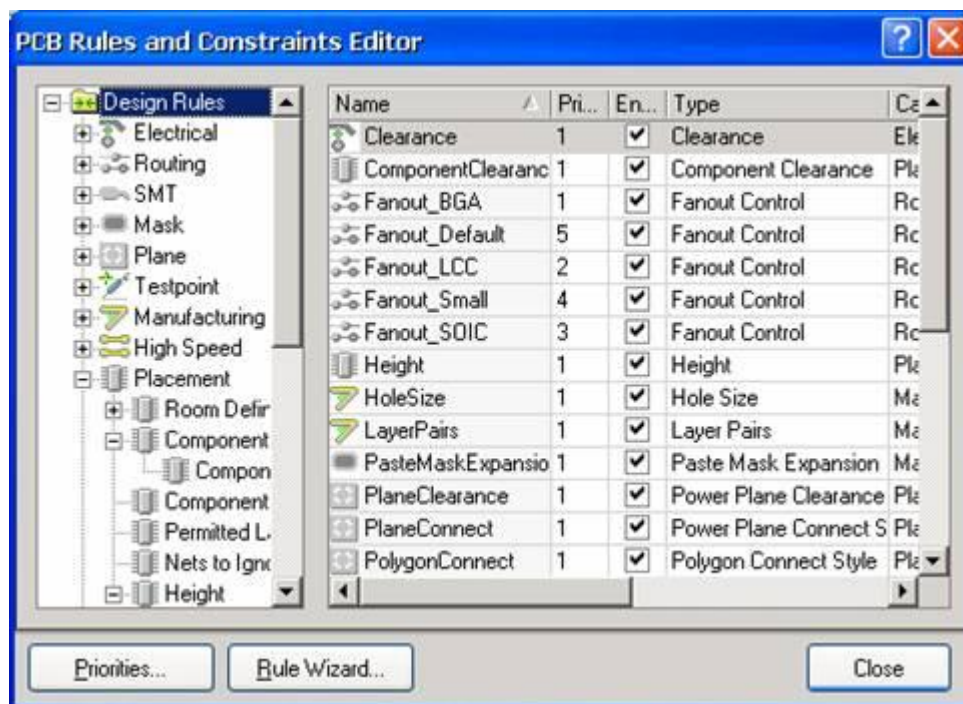 PCB Rules and Constraints Editor
Design Rules
Electrical
Routing
SMT
Mask
Plane
Testpoint
Manufacturing
High Speed
Placement
Room Defir
Component
Compon
Component
Permitted L
Nets to Igno
Height
Name Pri... En... Type Ca
Clearance 1 Clearance Ele
ComponentClearanc 1 Component Clearance Pla
Fanout_BGA 1 Fanout Control Ro
Fanout_Default 5 Fanout Control Ro
Fanout_LCC 2 Fanout Control Ro
Fanout_Small 4 Fanout Control Ro
Fanout_SOIC 3 Fanout Control Ro
Height 1 Height Pla
HoleSize 1 Hole Size Ma
LayerPairs 1 Layer Pairs Ma
PasteMaskExpansio 1 Paste Mask Expansion Ma
PlaneClearance 1 Power Plane Clearance Pla
PlaneConnect 1 Power Plane Connect S Pla
PolygonConnect 1 Polygon Connect Style Pla
Priorities... Rule Wizard... Close